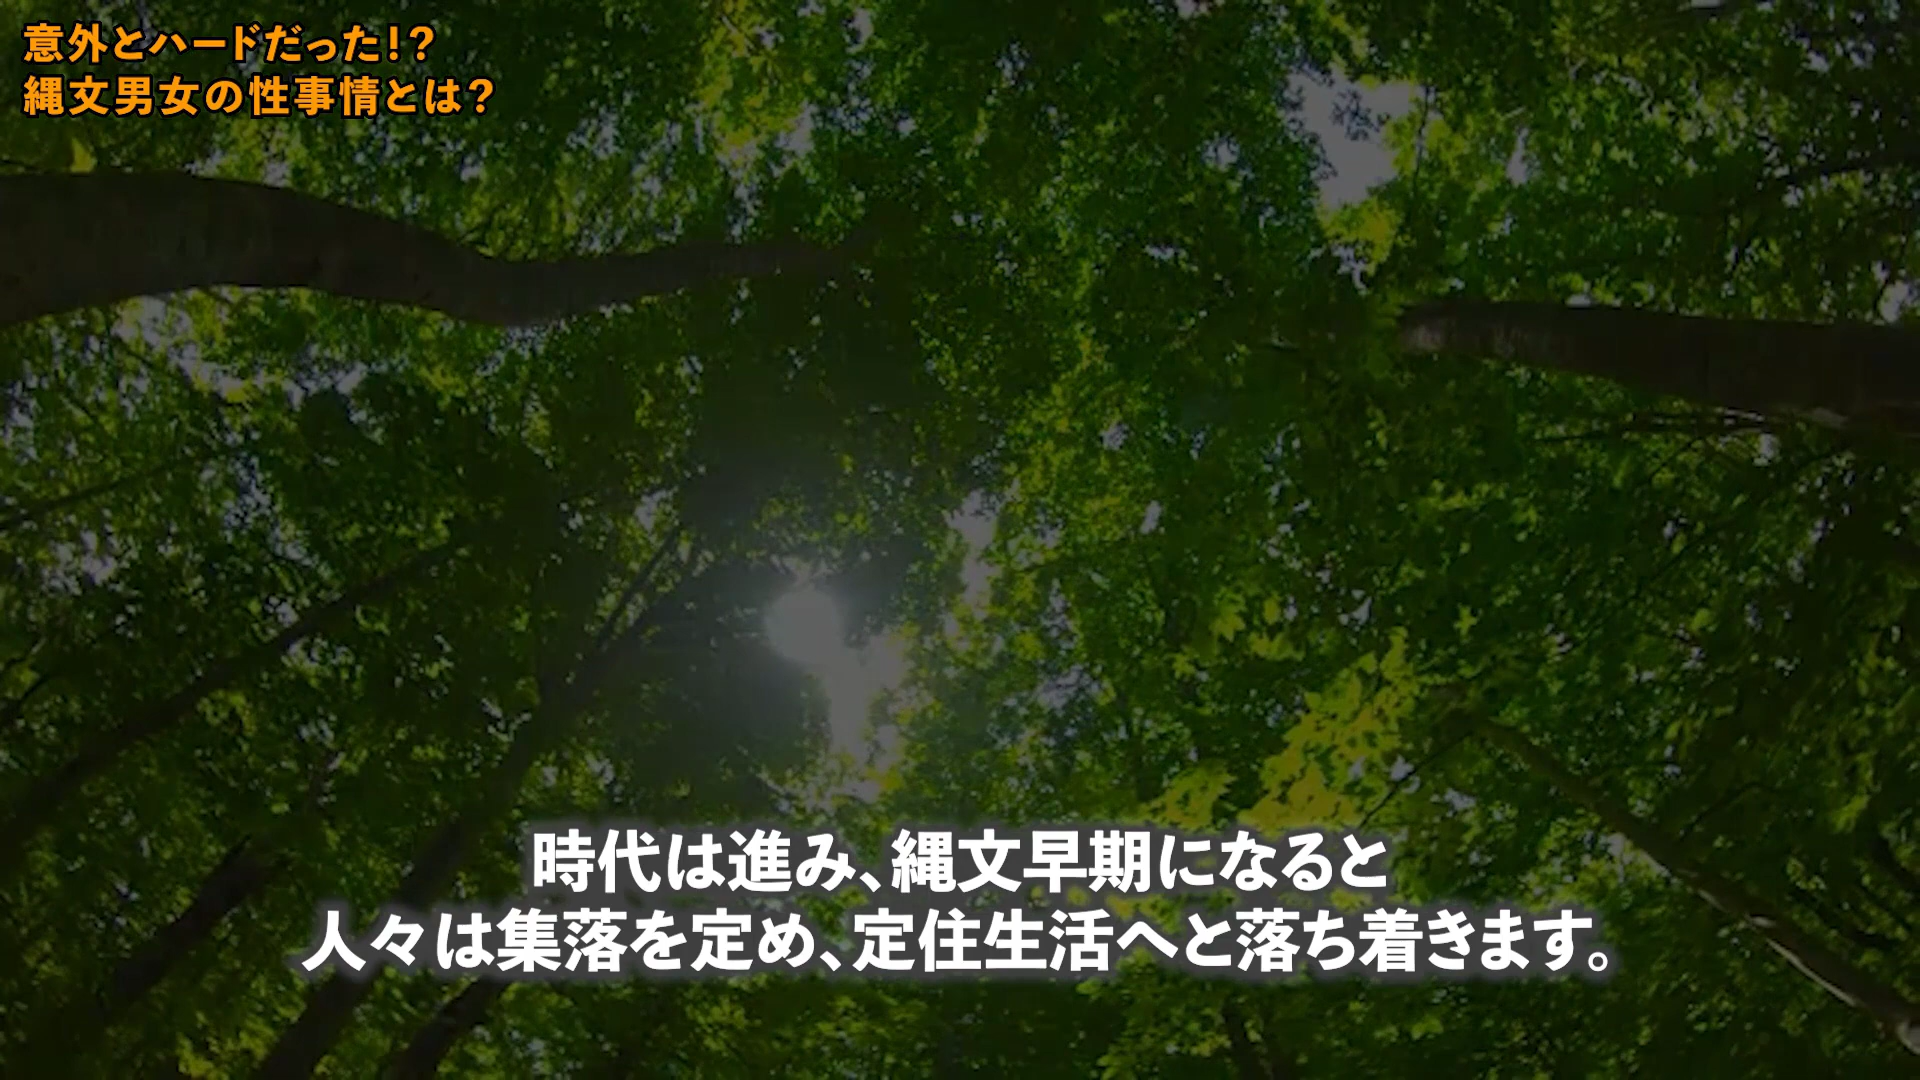 意外とハードだった!?
縄文男女の性事情とは?
時代は進み、縄文早期になると
人々は集落を定め、定住生活へと落ち着きます。